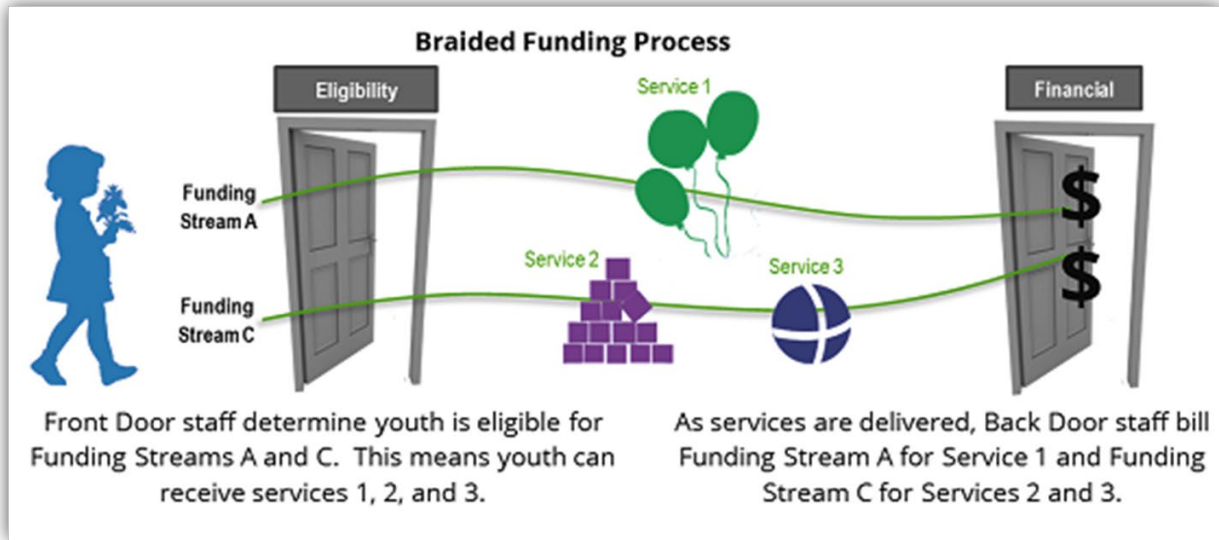 Braided Funding Process
Eligibility
Service 1
Financial
Funding
Stream A
$
Service 2
Service 3
$
Funding
Stream C
Front Door staff determine youth is eligible for
Funding Streams A and C. This means youth can
receive services 1, 2, and 3.
As services are delivered, Back Door staff bill
Funding Stream A for Service 1 and Funding
Stream C for Services 2 and 3.